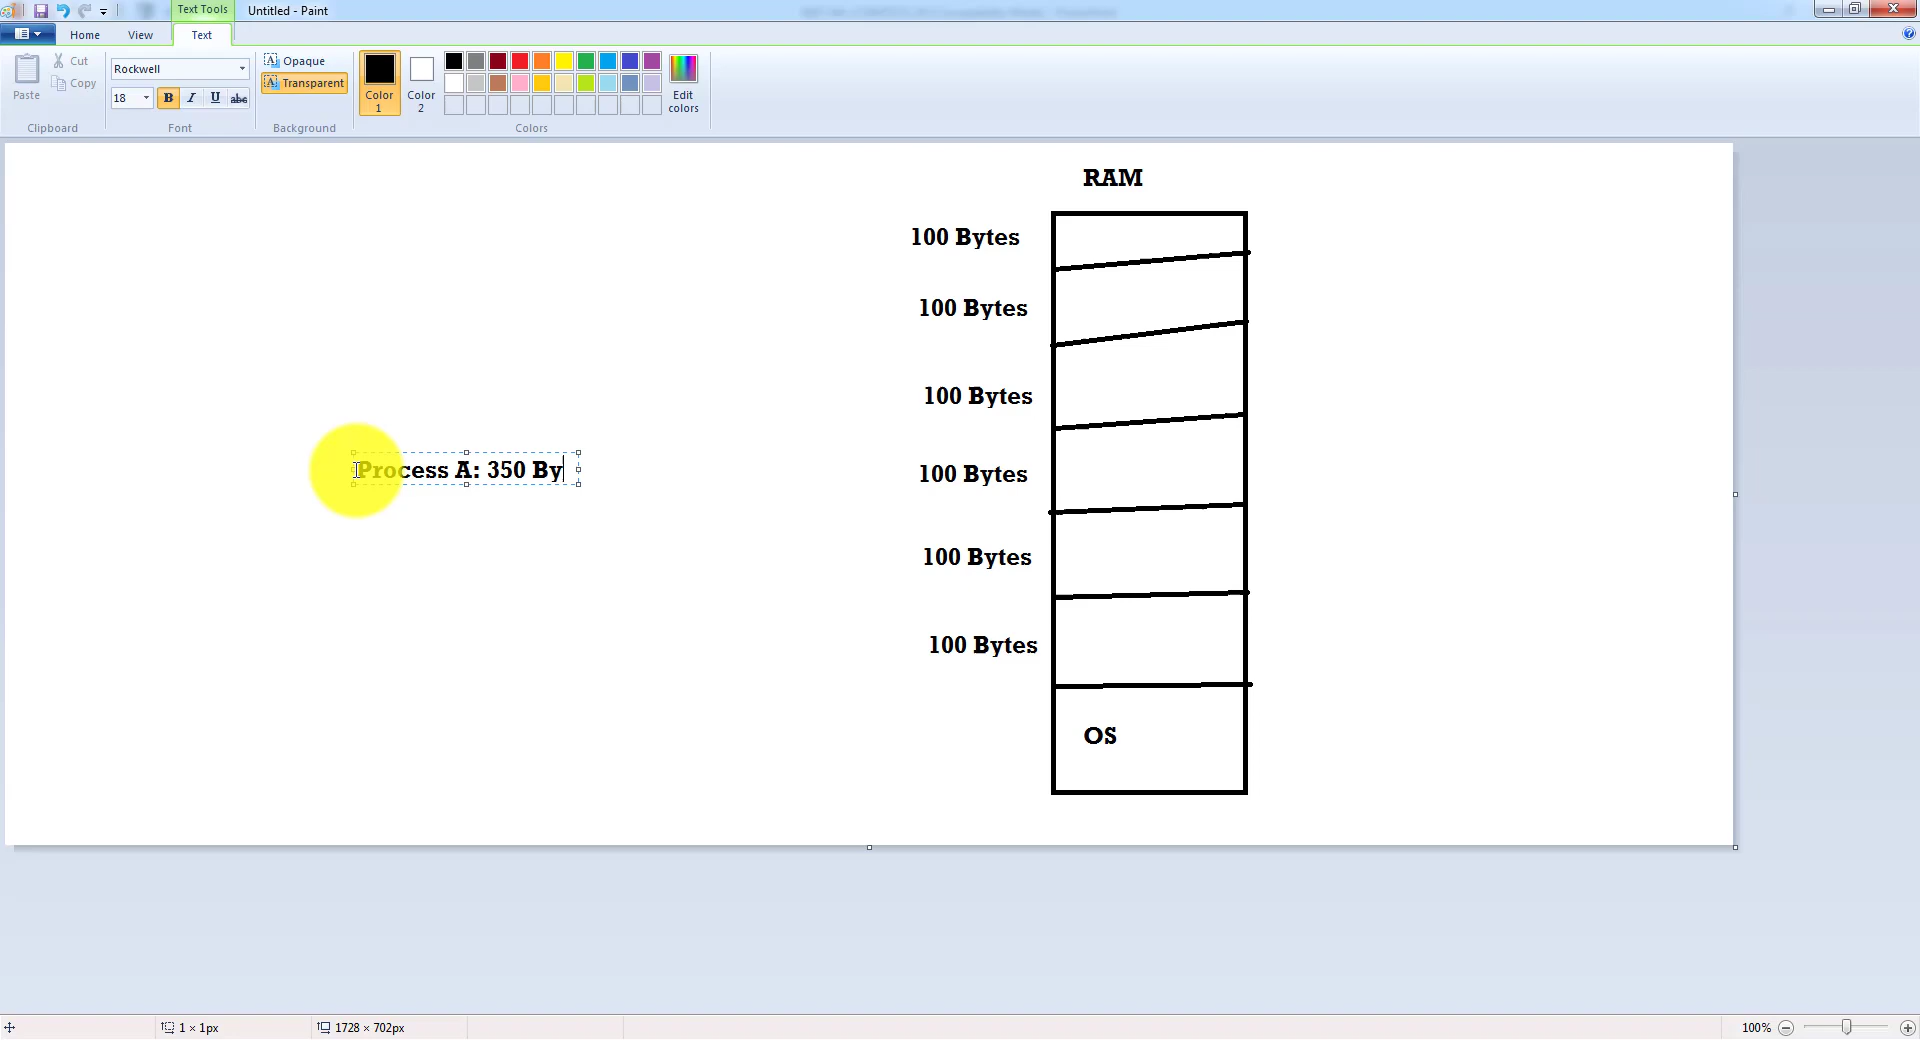 Text Tools
Untitled - Paint
Home
View
Text
Paste
Cut
Copy
Clipboard
Rockwell
18
B
I
U
abc
Font
Opaque
Transparent
Background
Color
1
Color
2
Edit
colors
Colors
RAM
100 Bytes
100 Bytes
100 Bytes
Process A: 350 By
100 Bytes
100 Bytes
100 Bytes
OS
1 × 1px
1728 × 702px
100%